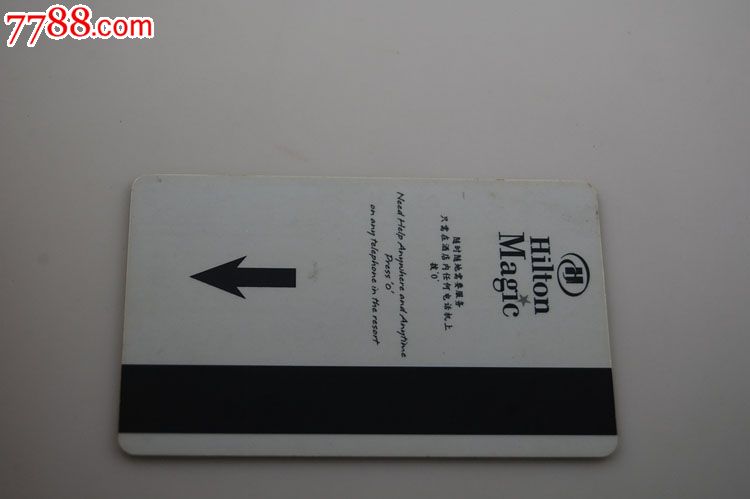 7788.com
Hilton
Magic
随时随地需要服务
只需在酒店内任何电话机上
拨'0'
Need Help Anywhere and Anytime
Press 'o'
on any telephone in the resort